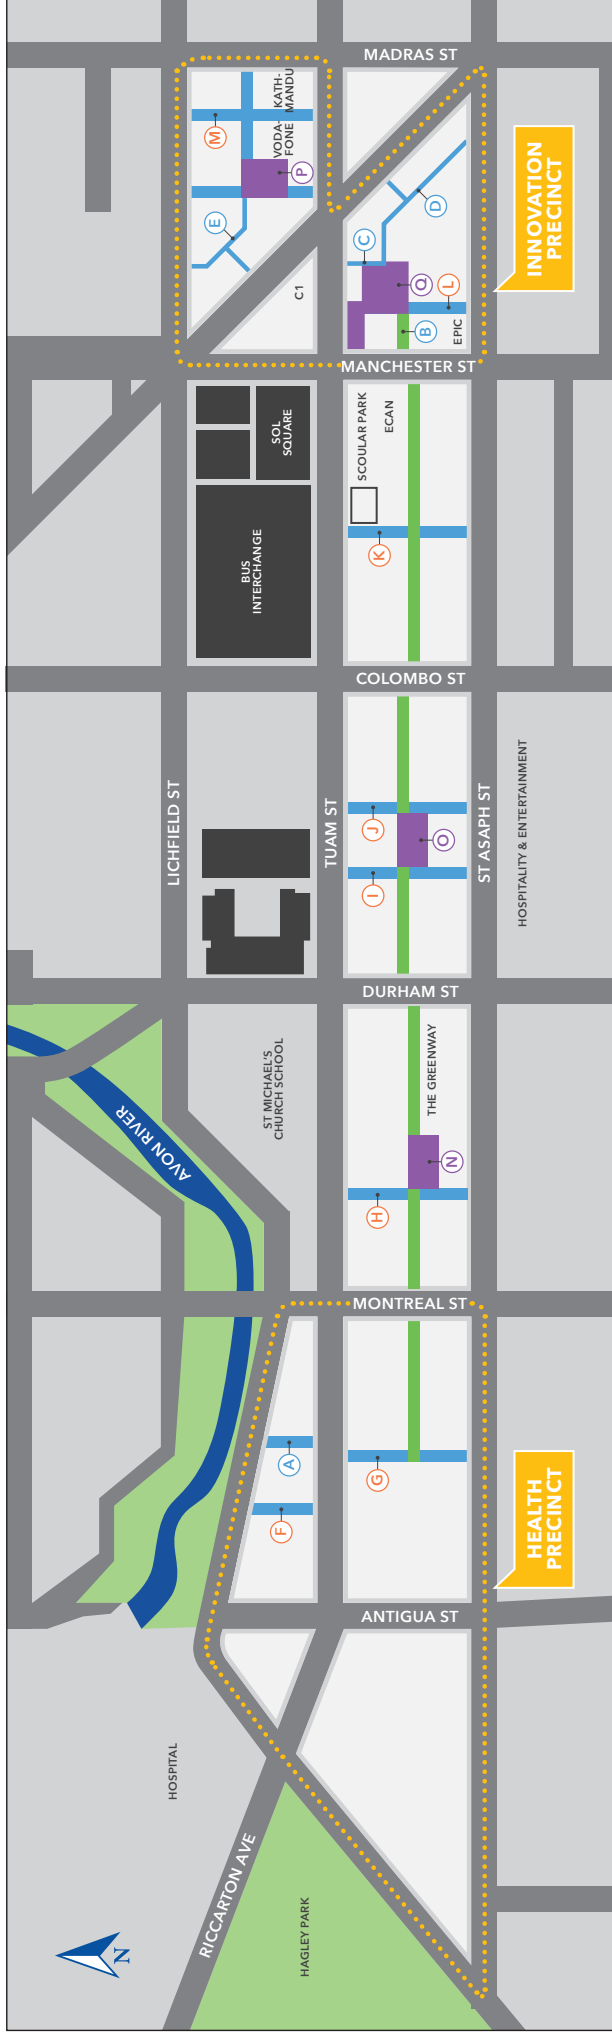 MADRAS ST
M
KATH-
MANDU
VODA-
FONE
P
E
C
D
C1
Q
L
B
EPIC
INNOVATION
PRECINCT
MANCHESTER ST
SOL
SQUARE
SCOULAR PARK
ECAN
BUS
INTERCHANGE
K
COLOMBO ST
LICHFIELD ST
TUAM ST
ST ASAPH ST
J
O
I
HOSPITALITY & ENTERTAINMENT
DURHAM ST
AVON RIVER
ST MICHAEL'S
CHURCH SCHOOL
THE GREENWAY
N
H
MONTREAL ST
A
F
G
HEALTH
PRECINCT
ANTIGUA ST
HOSPITAL
RICCARTON AVE
HAGLEY PARK
N